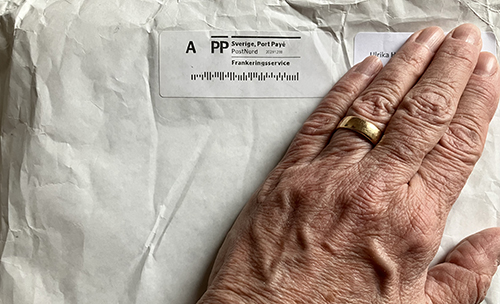 A PP Sverige, Port Payé
PostNord
Frankeringsservice
Ulrika